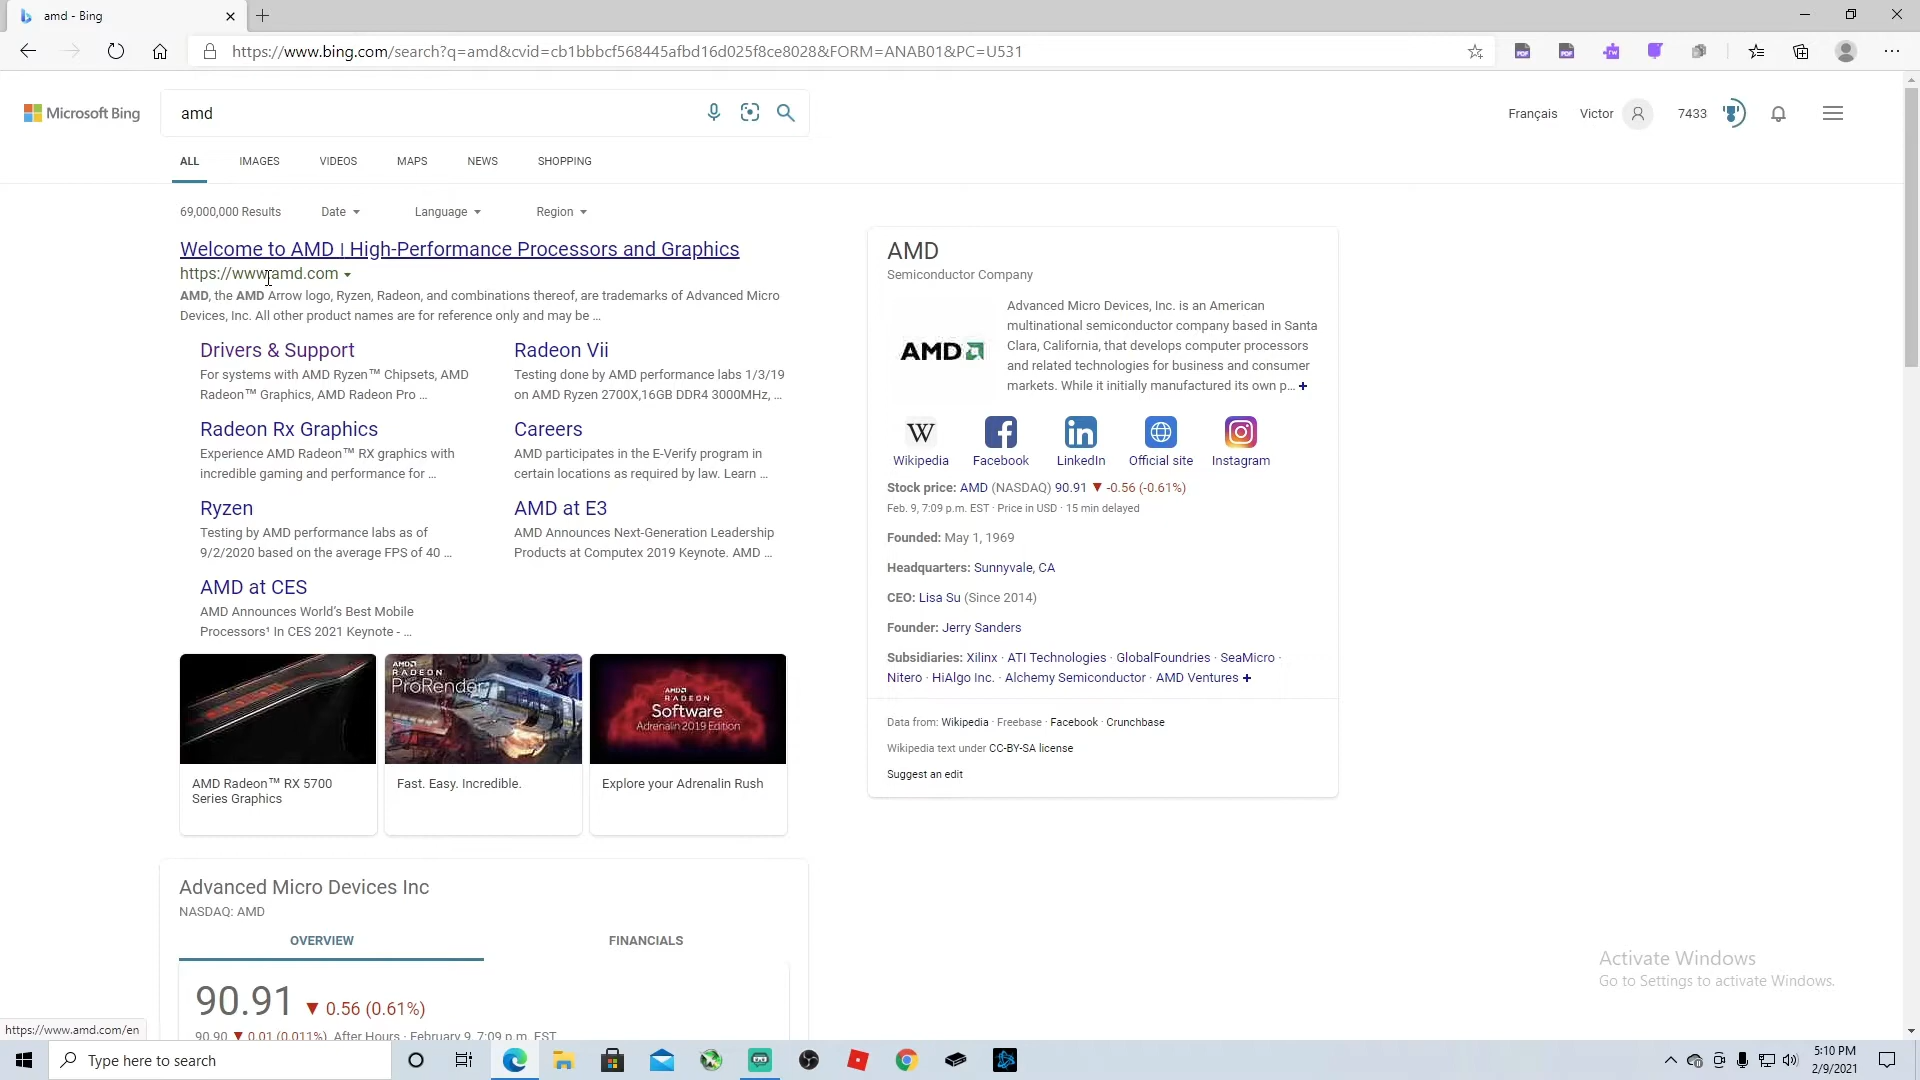 amd - Bing
https://www.bing.com/search?q=amd&cvid=cb1bbbcf568445afbd16d025f8ce8028&FORM=ANAB01&PC=U531
Microsoft Bing
amd
Français Victor 7433
ALL IMAGES VIDEOS MAPS NEWS SHOPPING
69,000,000 Results Date Language Region
Welcome to AMD | High-Performance Processors and Graphics
https://www.amd.com
AMD, the AMD Arrow logo, Ryzen, Radeon, and combinations thereof, are trademarks of Advanced Micro
Devices, Inc. All other product names are for reference only and may be ...
Drivers & Support
For systems with AMD Ryzen™ Chipsets, AMD
Radeon™ Graphics, AMD Radeon Pro ...
Radeon Vii
Testing done by AMD performance labs 1/3/19
on AMD Ryzen 2700X,16GB DDR4 3000MHz, ...
Radeon Rx Graphics
Experience AMD Radeon™ RX graphics with
incredible gaming and performance for ...
Careers
AMD participates in the E-Verify program in
certain locations as required by law. Learn ...
Ryzen
Testing by AMD performance labs as of
9/2/2020 based on the average FPS of 40 ...
AMD at E3
AMD Announces Next-Generation Leadership
Products at Computex 2019 Keynote. AMD ...
AMD at CES
AMD Announces World's Best Mobile
Processors¹ In CES 2021 Keynote - ...
AMD
RADEON
ProRender
AMD
RADEON
Software
Adrenalin 2019 Edition
AMD Radeon™ RX 5700
Series Graphics
Fast. Easy. Incredible.
Explore your Adrenalin Rush
Advanced Micro Devices Inc
NASDAQ: AMD
OVERVIEW FINANCIALS
90.91 ▼ 0.56 (0.61%)
90.90 ▼ 0.01 (0.011%) After Hours · February 9, 7:09 p.m. EST
AMD
Semiconductor Company
AMD
Advanced Micro Devices, Inc. is an American
multinational semiconductor company based in Santa
Clara, California, that develops computer processors
and related technologies for business and consumer
markets. While it initially manufactured its own p... +
W
f
in
Wikipedia Facebook LinkedIn Official site Instagram
Stock price: AMD (NASDAQ) 90.91 ▼ -0.56 (-0.61%)
Feb. 9, 7:09 p.m. EST · Price in USD · 15 min delayed
Founded: May 1, 1969
Headquarters: Sunnyvale, CA
CEO: Lisa Su (Since 2014)
Founder: Jerry Sanders
Subsidiaries: Xilinx · ATI Technologies · GlobalFoundries · SeaMicro ·
Nitero · HiAlgo Inc. · Alchemy Semiconductor · AMD Ventures +
Data from: Wikipedia · Freebase · Facebook · Crunchbase
Wikipedia text under CC-BY-SA license
Suggest an edit
Activate Windows
Go to Settings to activate Windows.
https://www.amd.com/en
Type here to search
5:10 PM
2/9/2021